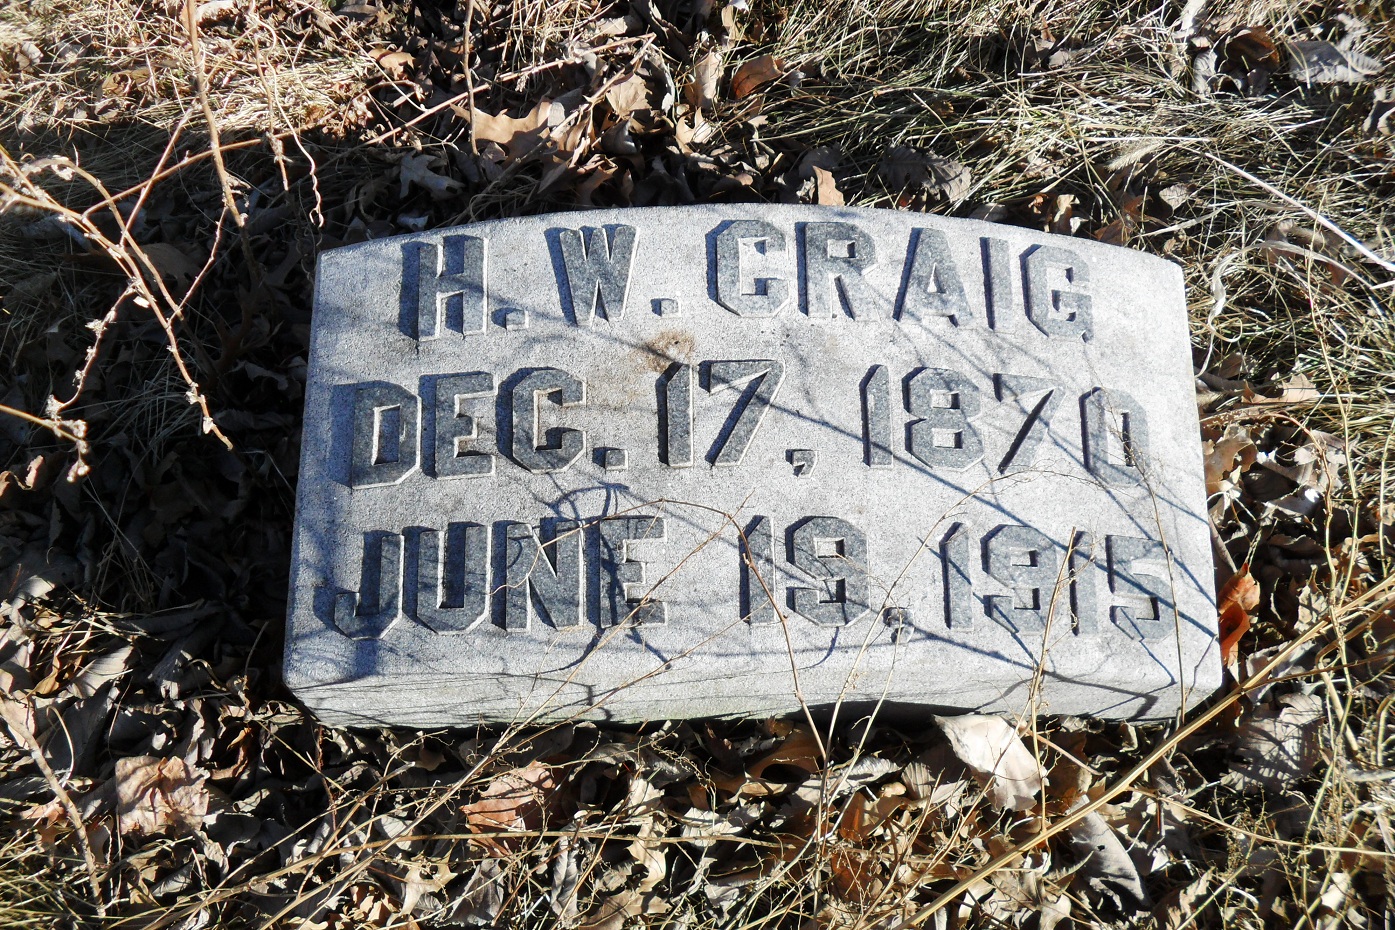 H. W. CRAIG
DEC. 17, 1870
JUNE 19, 1915